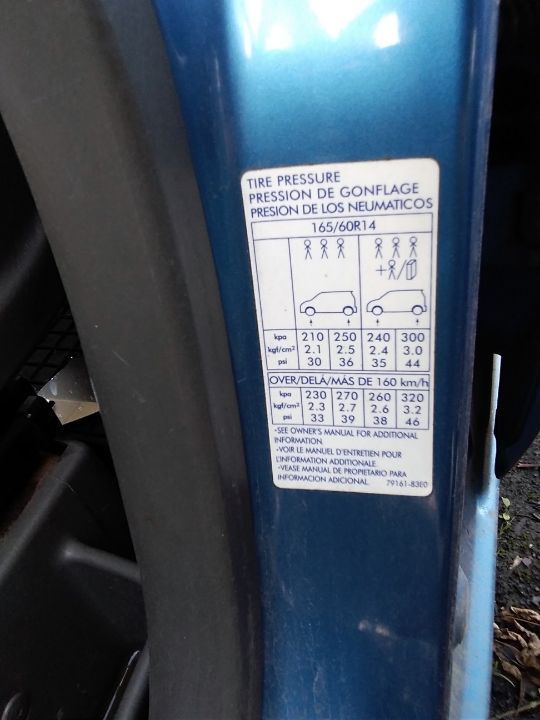 TIRE PRESSURE
PRESSION DE GONFLAGE
PRESION DE LOS NEUMATICOS
165/60R14
+ /
kpa 210 250 240 300
kgf/cm² 2.1 2.5 2.4 3.0
psi 30 36 35 44
OVER/DELÁ/MÁS DE 160 km/h
kpa 230 270 260 320
kgf/cm² 2.3 2.7 2.6 3.2
psi 33 39 38 46
•SEE OWNER'S MANUAL FOR ADDITIONAL
INFORMATION.
•VOIR LE MANUEL D'ENTRETIEN POUR
L'INFORMATION ADDITIONALE.
•VEASE MANUAL DE PROPIETARIO PARA
INFORMACION ADICIONAL. 79161-83E0